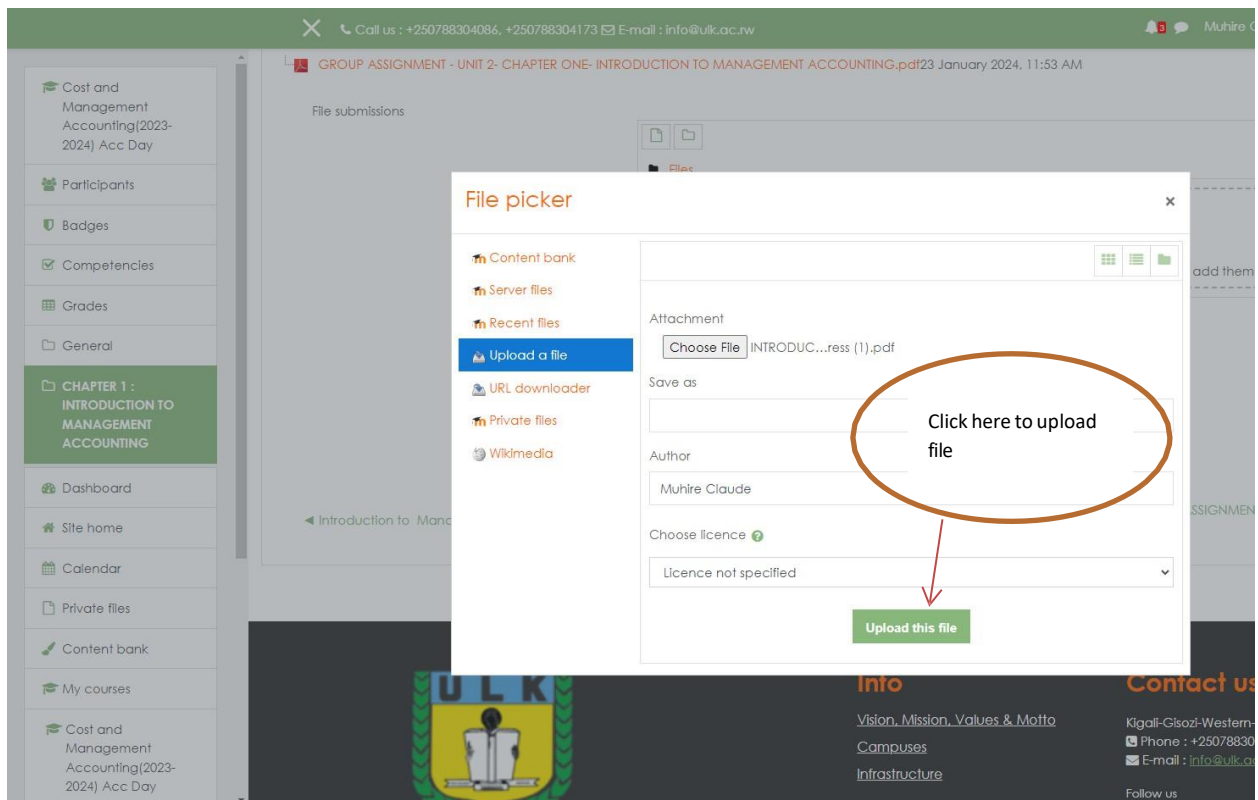 Call us : +250788304086, +250788304173 E-mail : info@ulk.ac.rw
3
Muhire C
GROUP ASSIGNMENT - UNIT 2- CHAPTER ONE- INTRODUCTION TO MANAGEMENT ACCOUNTING.pdf23 January 2024, 11:53 AM
File submissions
Files
add them
Cost and
Management
Accounting(2023-
2024) Acc Day
Participants
Badges
Competencies
Grades
General
CHAPTER 1 :
INTRODUCTION TO
MANAGEMENT
ACCOUNTING
Dashboard
Site home
Calendar
Private files
Content bank
My courses
Cost and
Management
Accounting(2023-
2024) Acc Day
File picker
×
Content bank
Server files
Recent files
Upload a file
URL downloader
Private files
Wikimedia
Attachment
Choose File INTRODUC...ress (1).pdf
Save as
Author
Muhire Claude
Choose licence
Licence not specified
Upload this file
Click here to upload
file
◄ Introduction to Mana
SSIGNMEN
U L K
Info
Vision, Mission, Values & Motto
Campuses
Infrastructure
Contact us
Kigali-Gisozi-Western-
Phone : +25078830
E-mail : info@ulk.ac
Follow us